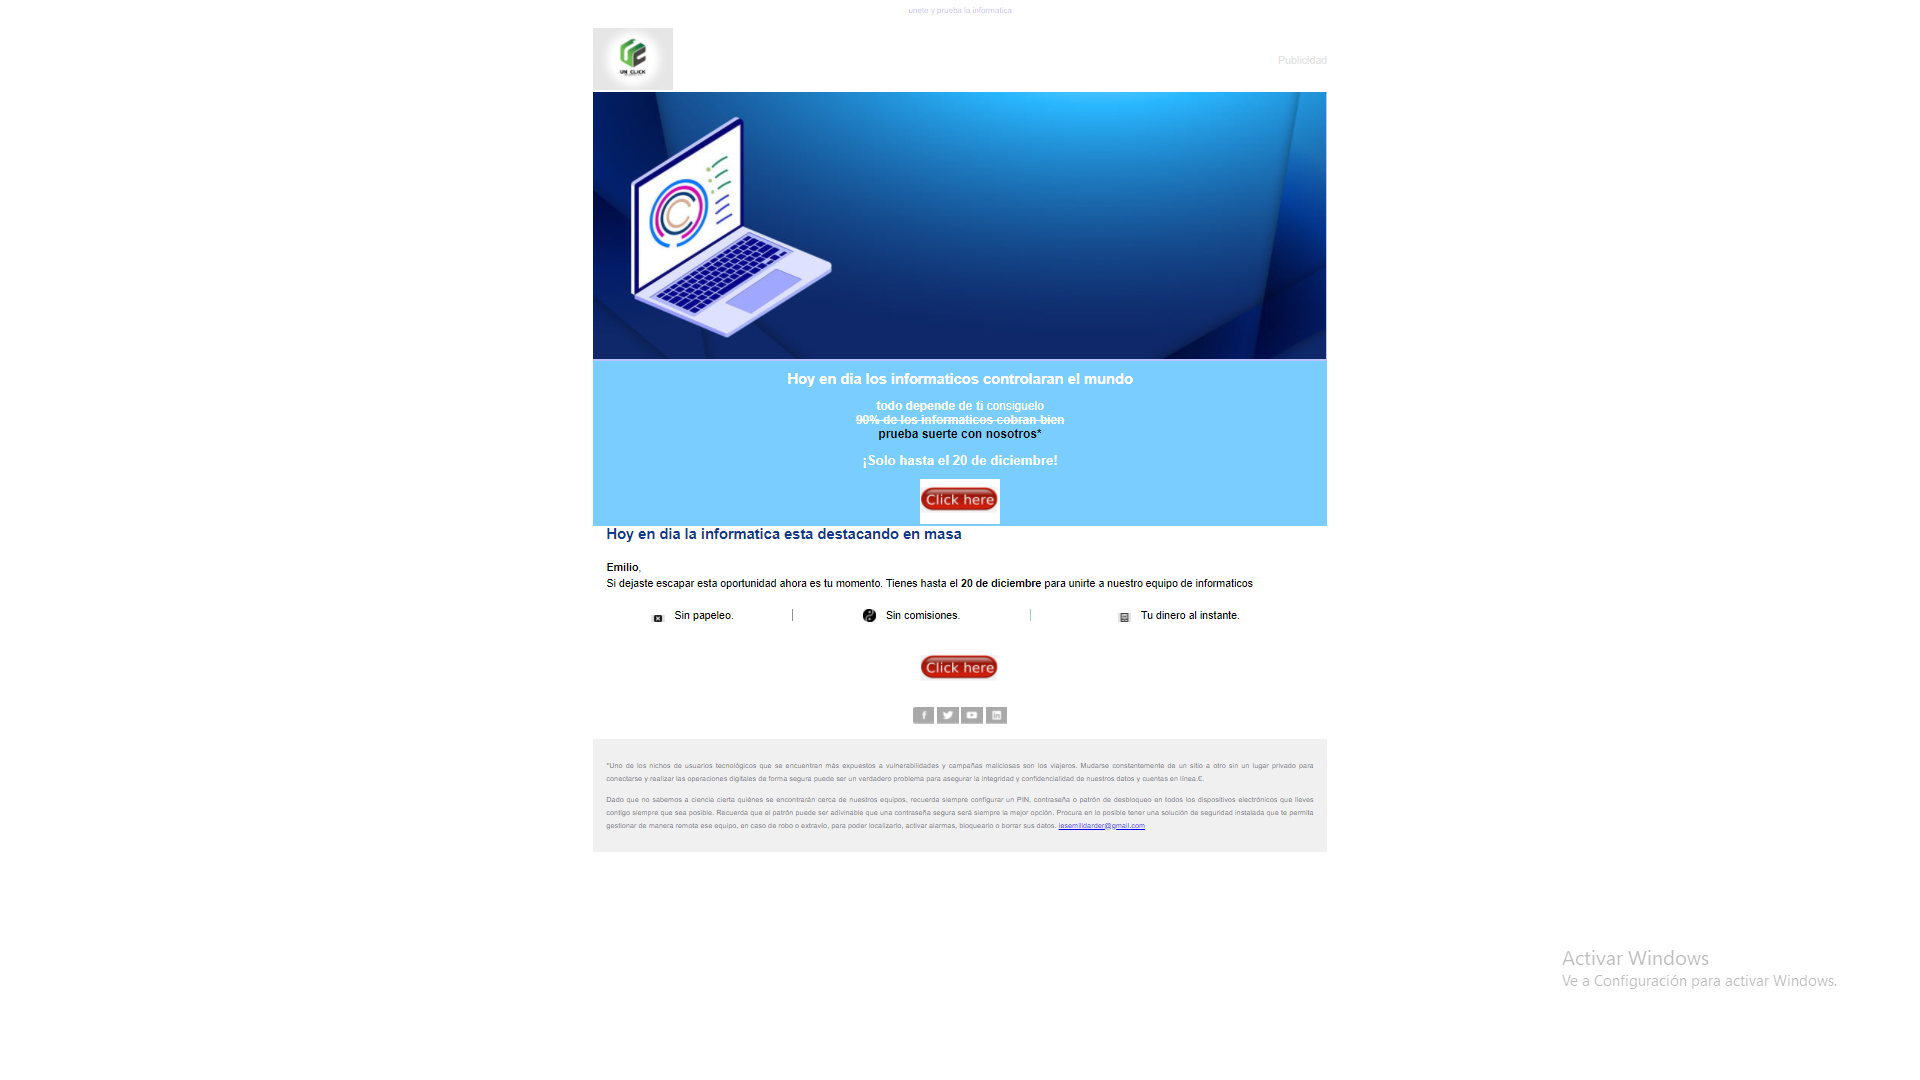 unete y prueba la informatica
UN CLICK
Publicidad
Hoy en dia los informaticos controlaran el mundo
todo depende de ti consiguelo
90% de los informaticos cobran bien
prueba suerte con nosotros*
¡Solo hasta el 20 de diciembre!
Click here
Hoy en dia la informatica esta destacando en masa
Emilio,
Si dejaste escapar esta oportunidad ahora es tu momento. Tienes hasta el 20 de diciembre para unirte a nuestro equipo de informaticos
Sin papeleo. | Sin comisiones. | Tu dinero al instante.
Click here
*Uno de los nichos de usuarios tecnológicos que se encuentran más expuestos a vulnerabilidades y campañas maliciosas son los viajeros. Mudarse constantemente de un sitio a otro sin un lugar privado para
conectarse y realizar las operaciones digitales de forma segura puede ser un verdadero problema para asegurar la integridad y confidencialidad de nuestros datos y cuentas en línea.€.
Dado que no sabemos a ciencia cierta quiénes se encontrarán cerca de nuestros equipos, recuerda siempre configurar un PIN, contraseña o patrón de desbloqueo en todos los dispositivos electrónicos que lleves
contigo siempre que sea posible. Recuerda que el patrón puede ser adivinable que una contraseña segura será siempre la mejor opción. Procura en lo posible tener una solución de seguridad instalada que te permita
gestionar de manera remota ese equipo, en caso de robo o extravío, para poder localizarlo, activar alarmas, bloquearlo o borrar sus datos. iesemilidarder@gmail.com
Activar Windows
Ve a Configuración para activar Windows.